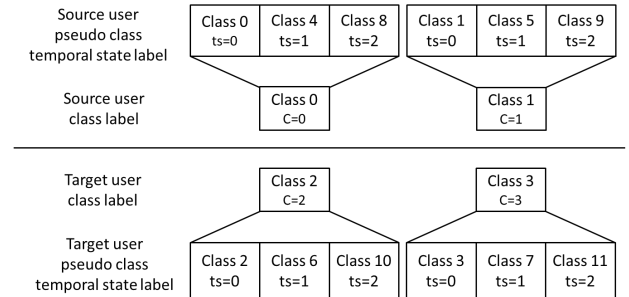 Source user
pseudo class
temporal state label
Class 0
ts=0
Class 4
ts=1
Class 8
ts=2
Class 1
ts=0
Class 5
ts=1
Class 9
ts=2
Source user
class label
Class 0
C=0
Class 1
C=1
Target user
class label
Class 2
C=2
Class 3
C=3
Target user
pseudo class
temporal state label
Class 2
ts=0
Class 6
ts=1
Class 10
ts=2
Class 3
ts=0
Class 7
ts=1
Class 11
ts=2